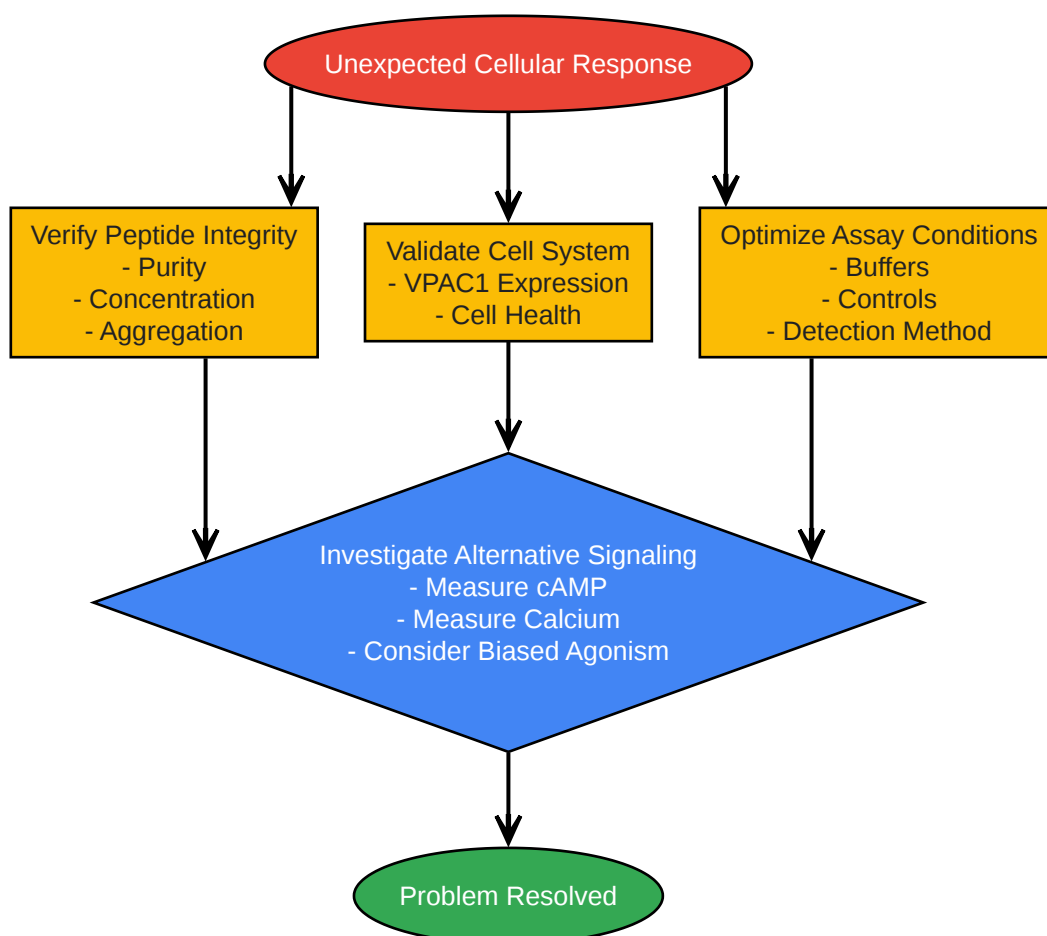 Unexpected Cellular Response
Verify Peptide Integrity
- Purity
- Concentration
- Aggregation
Validate Cell System
- VPAC1 Expression
- Cell Health
Optimize Assay Conditions
- Buffers
- Controls
- Detection Method
Investigate Alternative Signaling
- Measure cAMP
- Measure Calcium
- Consider Biased Agonism
Problem Resolved